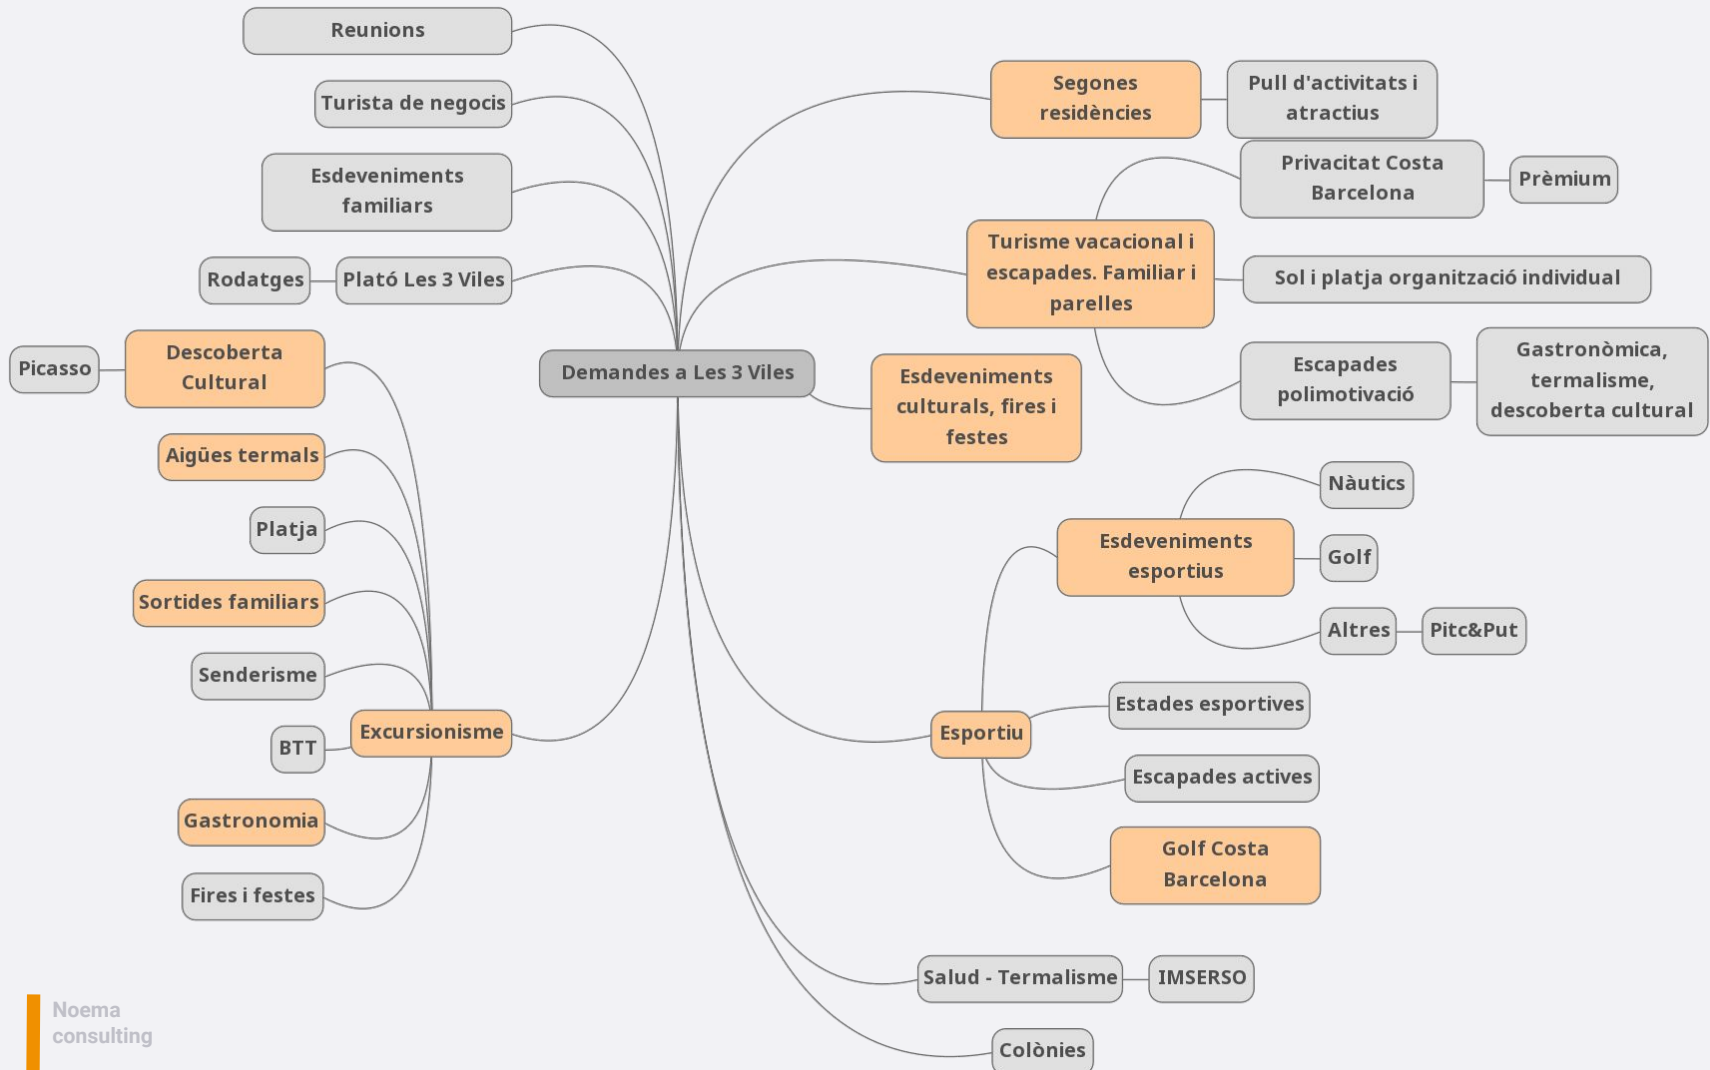 Reunions
Turista de negocis
Esdeveniments
familiars
Rodatges
Plató Les 3 Viles
Picasso
Descoberta
Cultural
Aigües termals
Platja
Sortides familiars
Senderisme
BTT
Excursionisme
Gastronomia
Fires i festes
Demandes a Les 3 Viles
Segones
residències
Pull d'activitats i
atractius
Turisme vacacional i
escapades. Familiar i
parelles
Privacitat Costa
Barcelona
Prèmium
Sol i platja organització individual
Escapades
polimotivació
Gastronòmica,
termalisme,
descoberta cultural
Esdeveniments
culturals, fires i
festes
Esportiu
Esdeveniments
esportius
Nàutics
Golf
Altres
Pitc&Put
Estades esportives
Escapades actives
Golf Costa
Barcelona
Salud - Termalisme
IMSERSO
Colònies
Noema
consulting